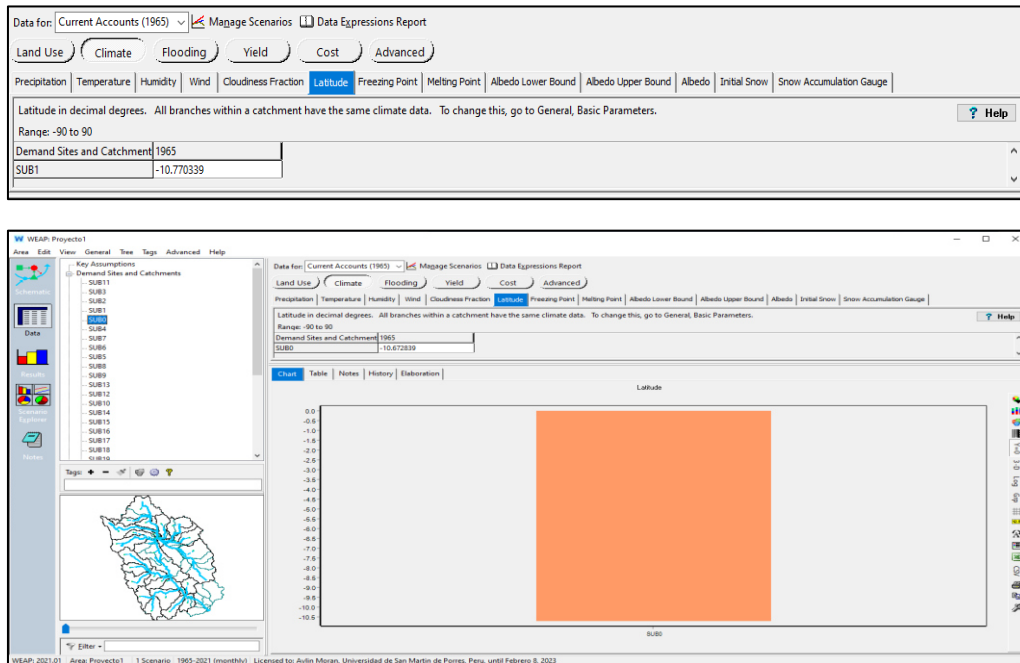 Data for: Current Accounts (1965) Manage Scenarios Data Expressions Report
Land Use Climate Flooding Yield Cost Advanced
Precipitation Temperature Humidity Wind Cloudiness Fraction Latitude Freezing Point Melting Point Albedo Lower Bound Albedo Upper Bound Albedo Initial Snow Snow Accumulation Gauge
Latitude in decimal degrees. All branches within a catchment have the same climate data. To change this, go to General, Basic Parameters.
? Help
Range: -90 to 90
Demand Sites and Catchment 1965
SUB1 -10.770339
WEAP: Proyecto1
Area Edit View General Tree Tags Advanced Help
Schematic
Data
Results
Scenario
Explorer
Notes
Key Assumptions
Demand Sites and Catchments
SUB11
SUB3
SUB2
SUB1
SUB0
SUB4
SUB7
SUB6
SUB5
SUB8
SUB9
SUB13
SUB12
SUB10
SUB14
SUB15
SUB16
SUB17
SUB18
SUB19
Tags:
Filter
Data for: Current Accounts (1965) Manage Scenarios Data Expressions Report
Land Use Climate Flooding Yield Cost Advanced
Precipitation Temperature Humidity Wind Cloudiness Fraction Latitude Freezing Point Melting Point Albedo Lower Bound Albedo Upper Bound Albedo Initial Snow Snow Accumulation Gauge
Latitude in decimal degrees. All branches within a catchment have the same climate data. To change this, go to General, Basic Parameters.
? Help
Range: -90 to 90
Demand Sites and Catchment 1965
SUB0 -10.672839
Chart Table Notes History Elaboration
Latitude
0.0
-0.5
-1.0
-1.5
-2.0
-2.5
-3.0
-3.5
-4.0
-4.5
-5.0
-5.5
-6.0
-6.5
-7.0
-7.5
-8.0
-8.5
-9.0
-9.5
-10.0
-10.5
SUB0
WEAP: 2021.01 Area: Proyecto1 1 Scenario 1965-2021 (monthly) Licensed to: Aylin Moran, Universidad de San Martin de Porres, Peru, until Febrero 8, 2023